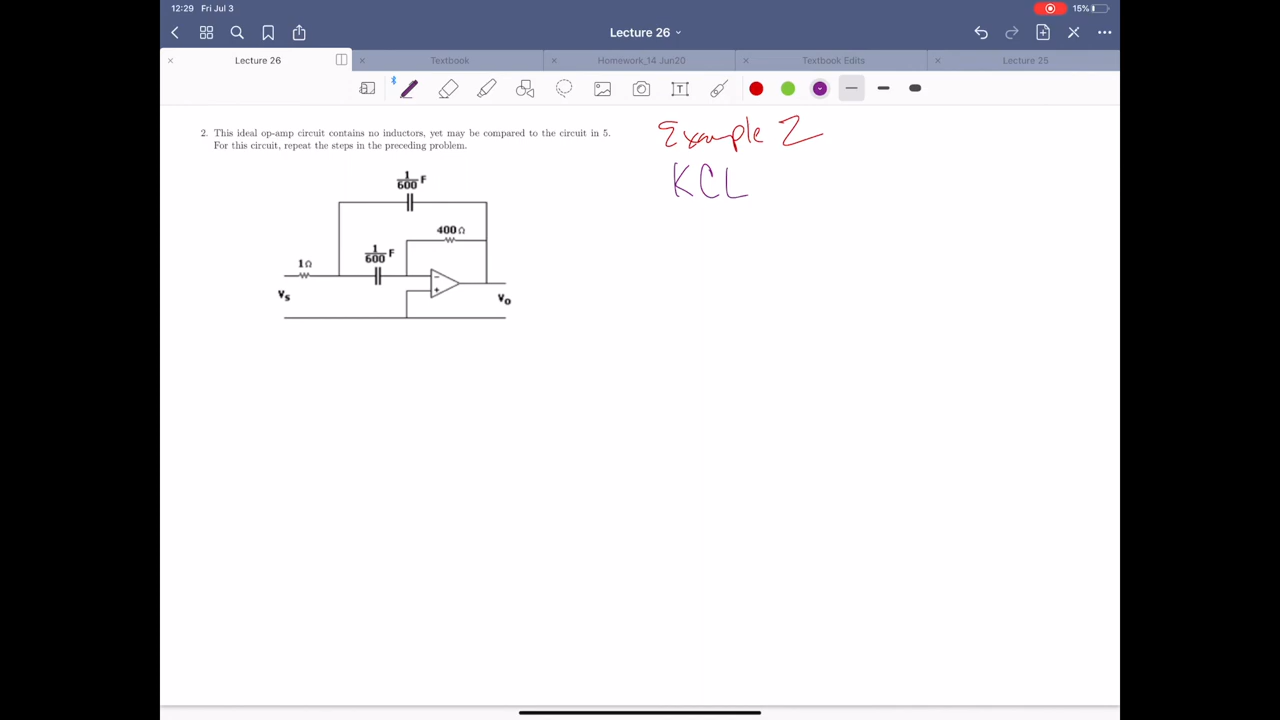 12:29 Fri Jul 3
15%
Lecture 26
Lecture 26
Textbook
Homework_14 Jun20
Textbook Edits
Lecture 25
T
2. This ideal op-amp circuit contains no inductors, yet may be compared to the circuit in 5.
For this circuit, repeat the steps in the preceding problem.
Example 2
KCL
1/600 F
400 Ω
1/600 F
1Ω
-
+
Vs
Vo